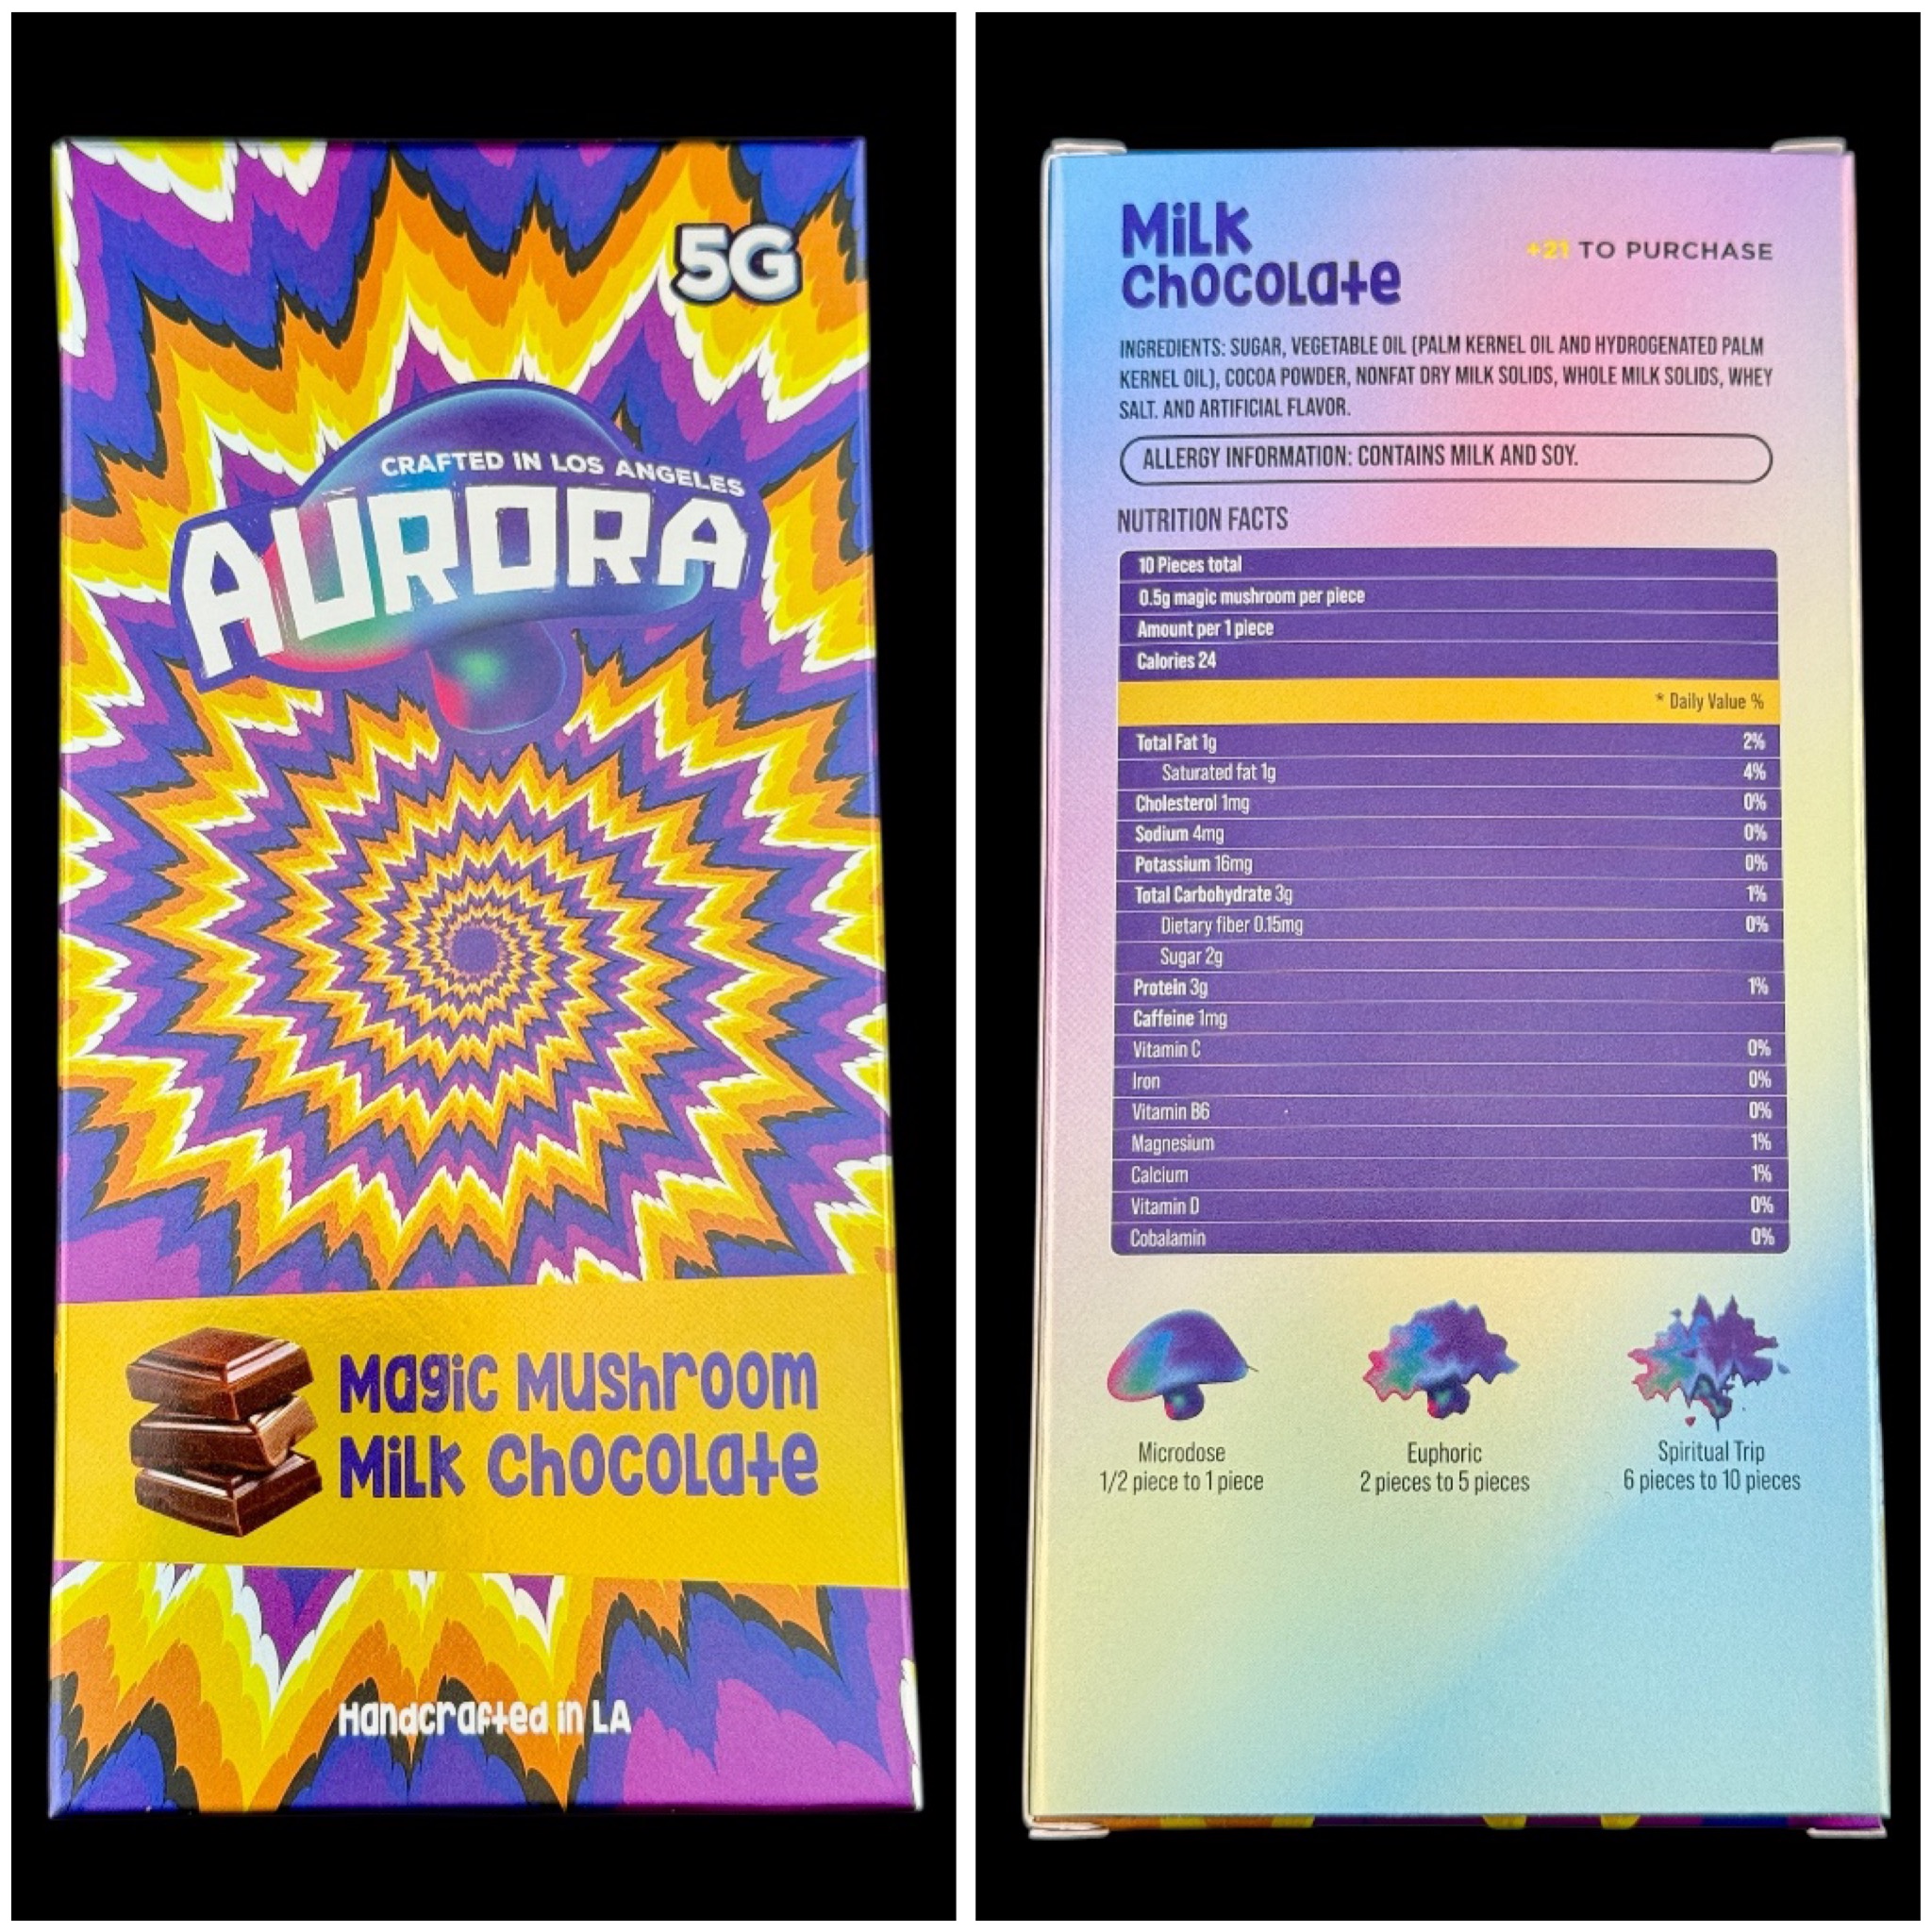 5G
CRAFTED IN LOS ANGELES
AURORA
Magic Mushroom
Milk Chocolate
Handcrafted in LA
Milk
Chocolate
+21 TO PURCHASE
INGREDIENTS: SUGAR, VEGETABLE OIL (PALM KERNEL OIL AND HYDROGENATED PALM
KERNEL OIL), COCOA POWDER, NONFAT DRY MILK SOLIDS, WHOLE MILK SOLIDS, WHEY
SALT. AND ARTIFICIAL FLAVOR.
ALLERGY INFORMATION: CONTAINS MILK AND SOY.
NUTRITION FACTS
10 Pieces total
0.5g magic mushroom per piece
Amount per 1 piece
Calories 24
* Daily Value %
Total Fat 1g 2%
Saturated fat 1g 4%
Cholesterol 1mg 0%
Sodium 4mg 0%
Potassium 16mg 0%
Total Carbohydrate 3g 1%
Dietary fiber 0.15mg 0%
Sugar 2g
Protein 3g 1%
Caffeine 1mg
Vitamin C 0%
Iron 0%
Vitamin B6 0%
Magnesium 1%
Calcium 1%
Vitamin D 0%
Cobalamin 0%
Microdose
1/2 piece to 1 piece
Euphoric
2 pieces to 5 pieces
Spiritual Trip
6 pieces to 10 pieces